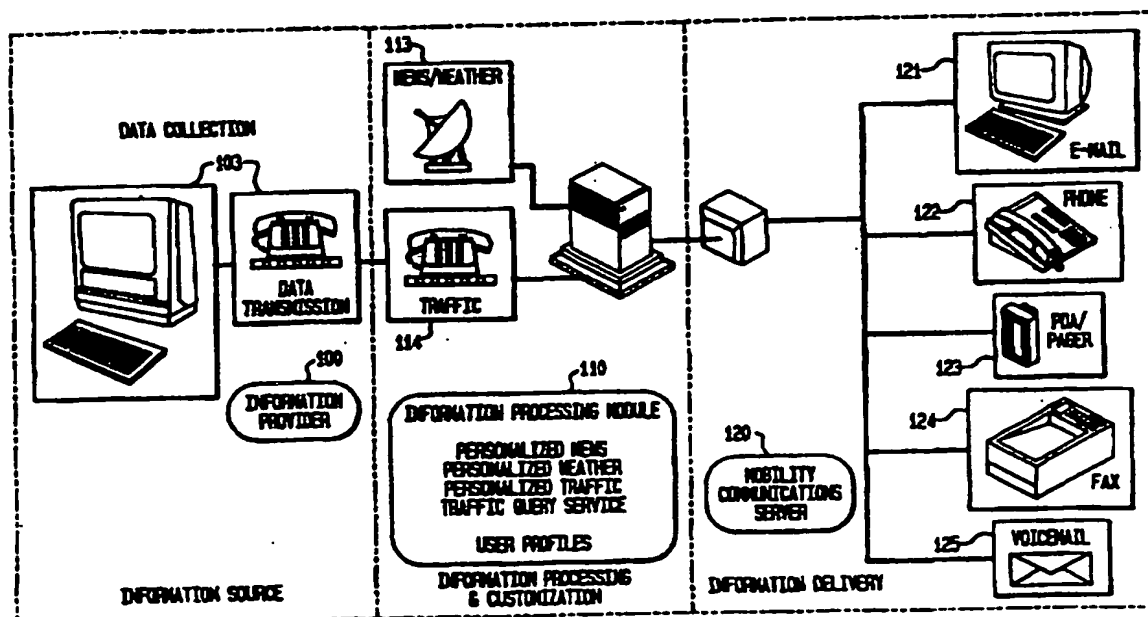 DATA COLLECTION
103
DATA
TRANSMISSION
100
INFORMATION
PROVIDER
INFORMATION SOURCE
113
NEWS/WEATHER
TRAFFIC
114
110
INFORMATION PROCESSING MODULE
PERSONALIZED NEWS
PERSONALIZED WEATHER
PERSONALIZED TRAFFIC
TRAFFIC QUERY SERVICE
USER PROFILES
INFORMATION PROCESSING
& CUSTOMIZATION
120
MOBILITY
COMMUNICATIONS
SERVER
INFORMATION DELIVERY
121
E-MAIL
122
PHONE
PDA/
PAGER
123
124
FAX
125
VOICEMAIL